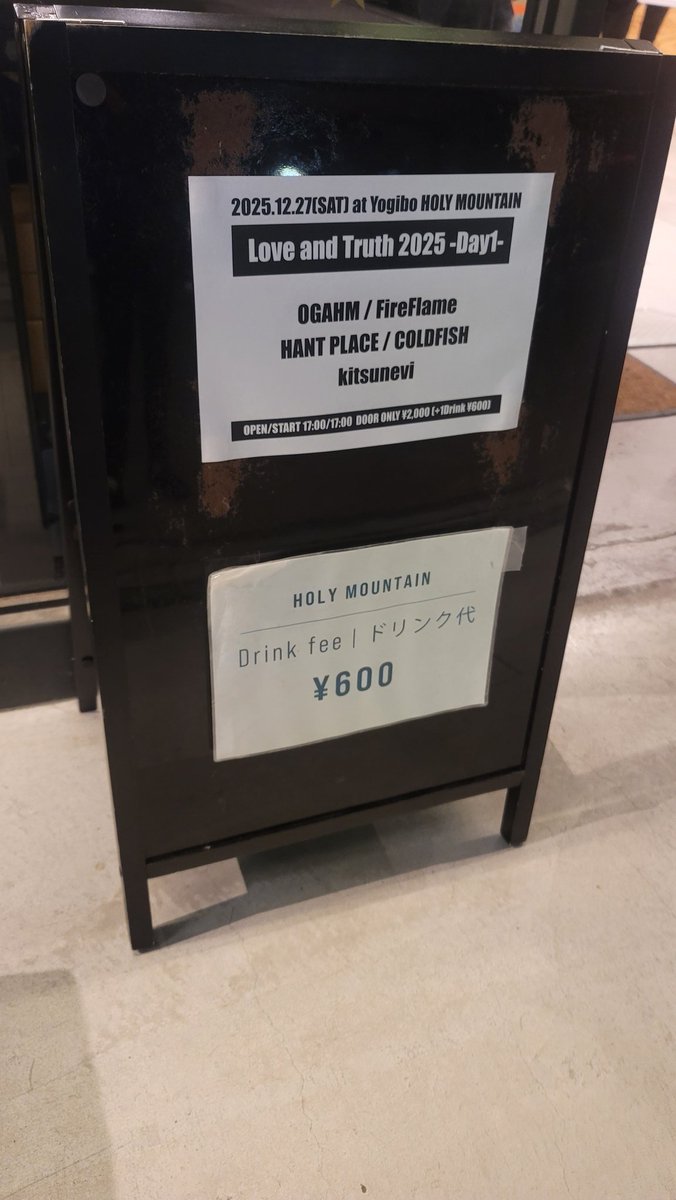 2025.12.27(SAT) at Yogibo HOLY MOUNTAIN
Love and Truth 2025 -Day1-
OGAHM / FireFlame
HANT PLACE / COLDFISH
kitsunevi
OPEN/START 17:00/17:00 DOOR ONLY ¥2,000 (+1Drink ¥600)
HOLY MOUNTAIN
Drink fee | ドリンク代
¥600